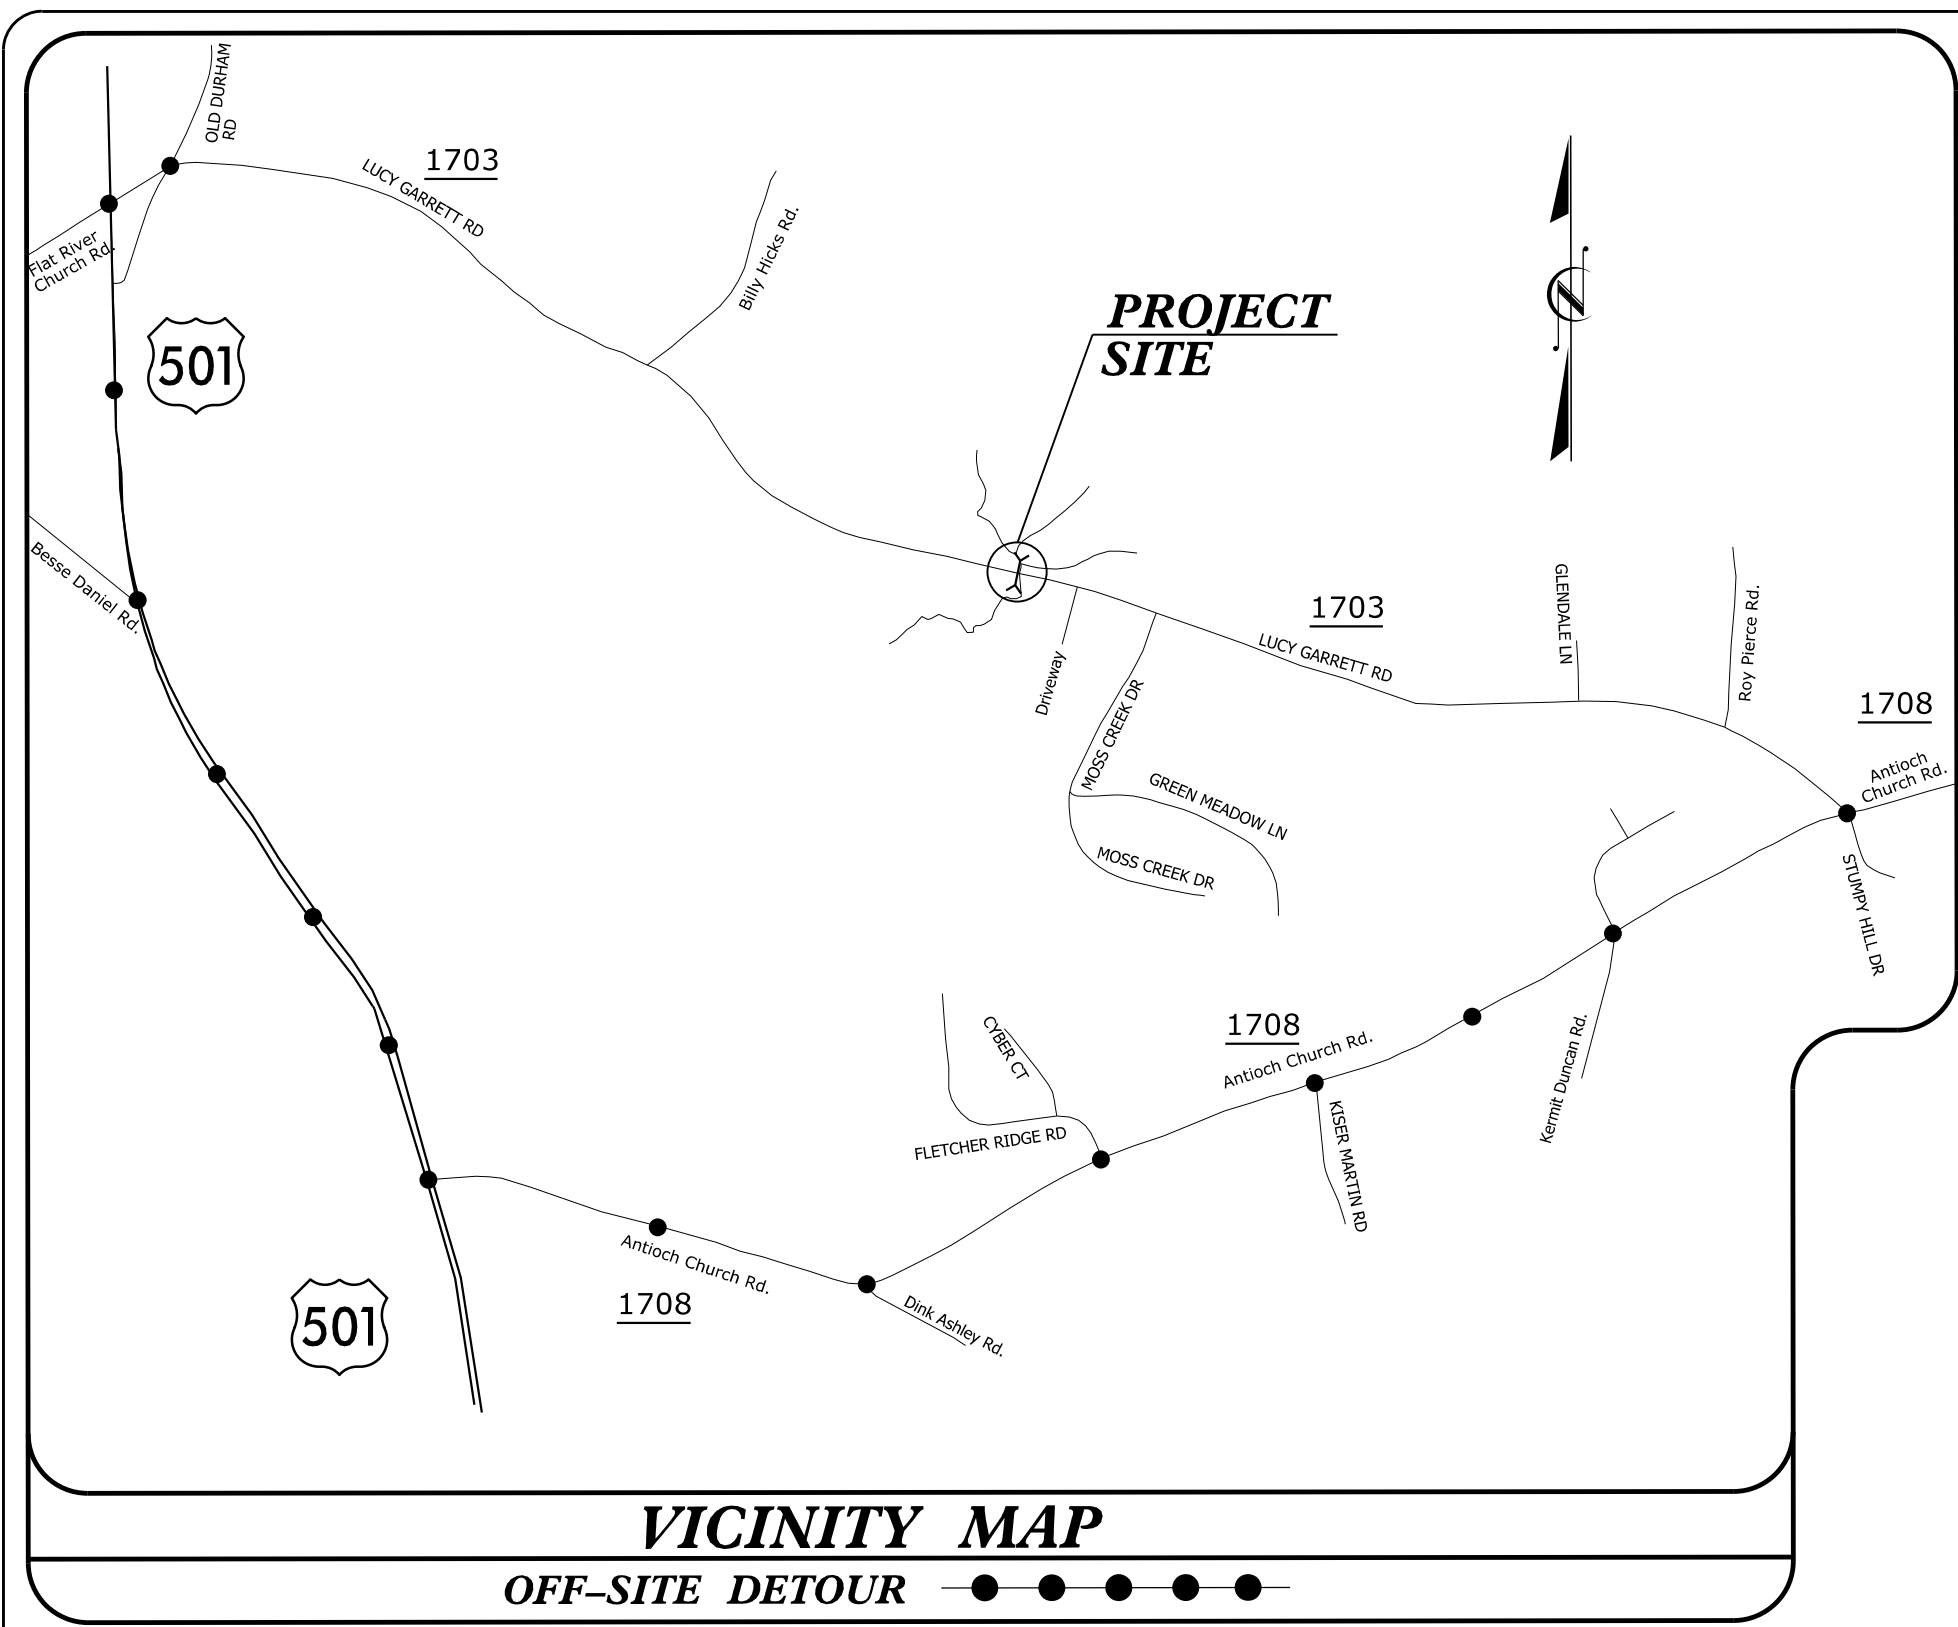 OLD DURHAM
RD
1703
LUCY GARRETT RD
Billy Hicks Rd.
Flat River
Church Rd.
501
PROJECT
SITE
N
Besse Daniel Rd.
Driveway
MOSS CREEK DR
1703
LUCY GARRETT RD
GLENDALE LN
Roy Pierce Rd.
1708
Antioch
Church Rd.
GREEN MEADOW LN
MOSS CREEK DR
STUMPY HILL DR
CYBER CT
FLETCHER RIDGE RD
1708
Antioch Church Rd.
KISER MARTIN RD
Kermit Duncan Rd.
Antioch Church Rd.
1708
Dink Ashley Rd.
501
VICINITY MAP
OFF–SITE DETOUR